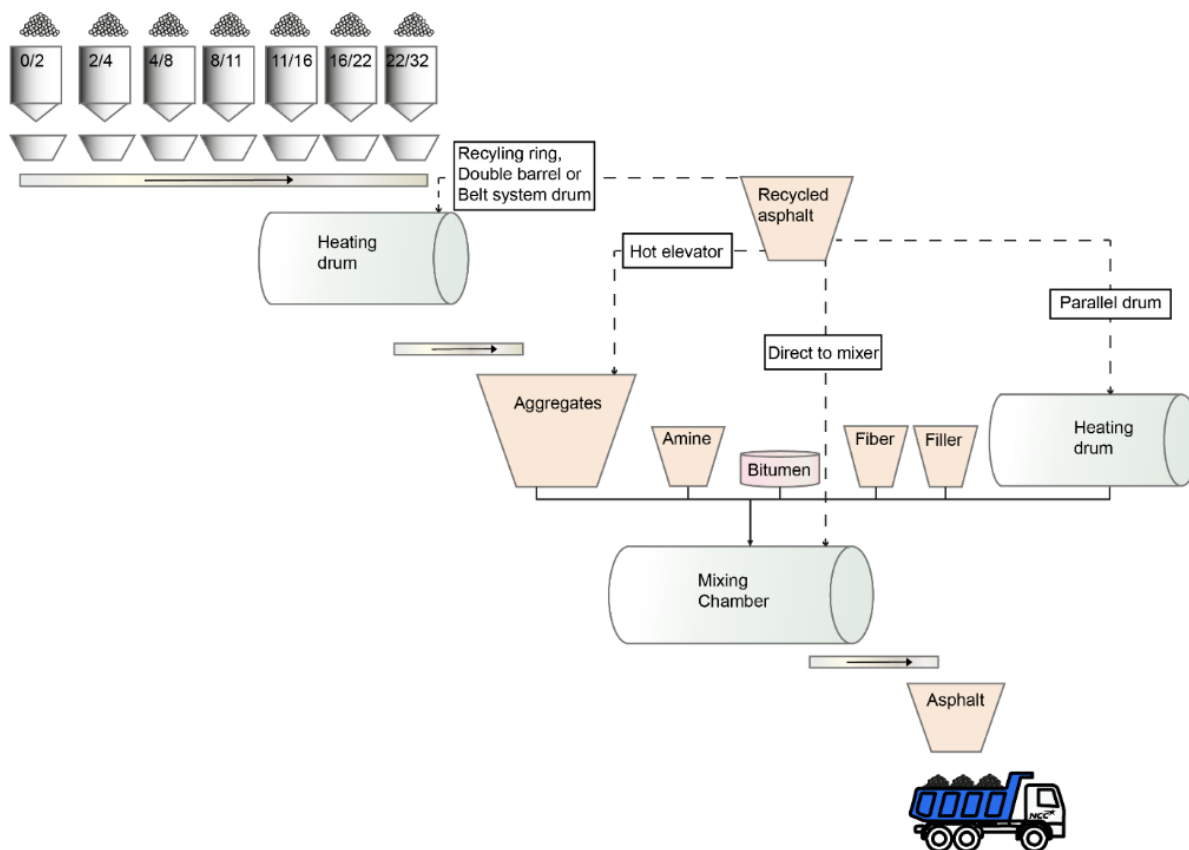 0/2
2/4
4/8
8/11
11/16
16/22
22/32
Recyling ring,
Double barrel or
Belt system drum
Recycled
asphalt
Heating
drum
Hot elevator
Parallel drum
Direct to mixer
Aggregates
Amine
Bitumen
Fiber
Filler
Heating
drum
Mixing
Chamber
Asphalt
NCC